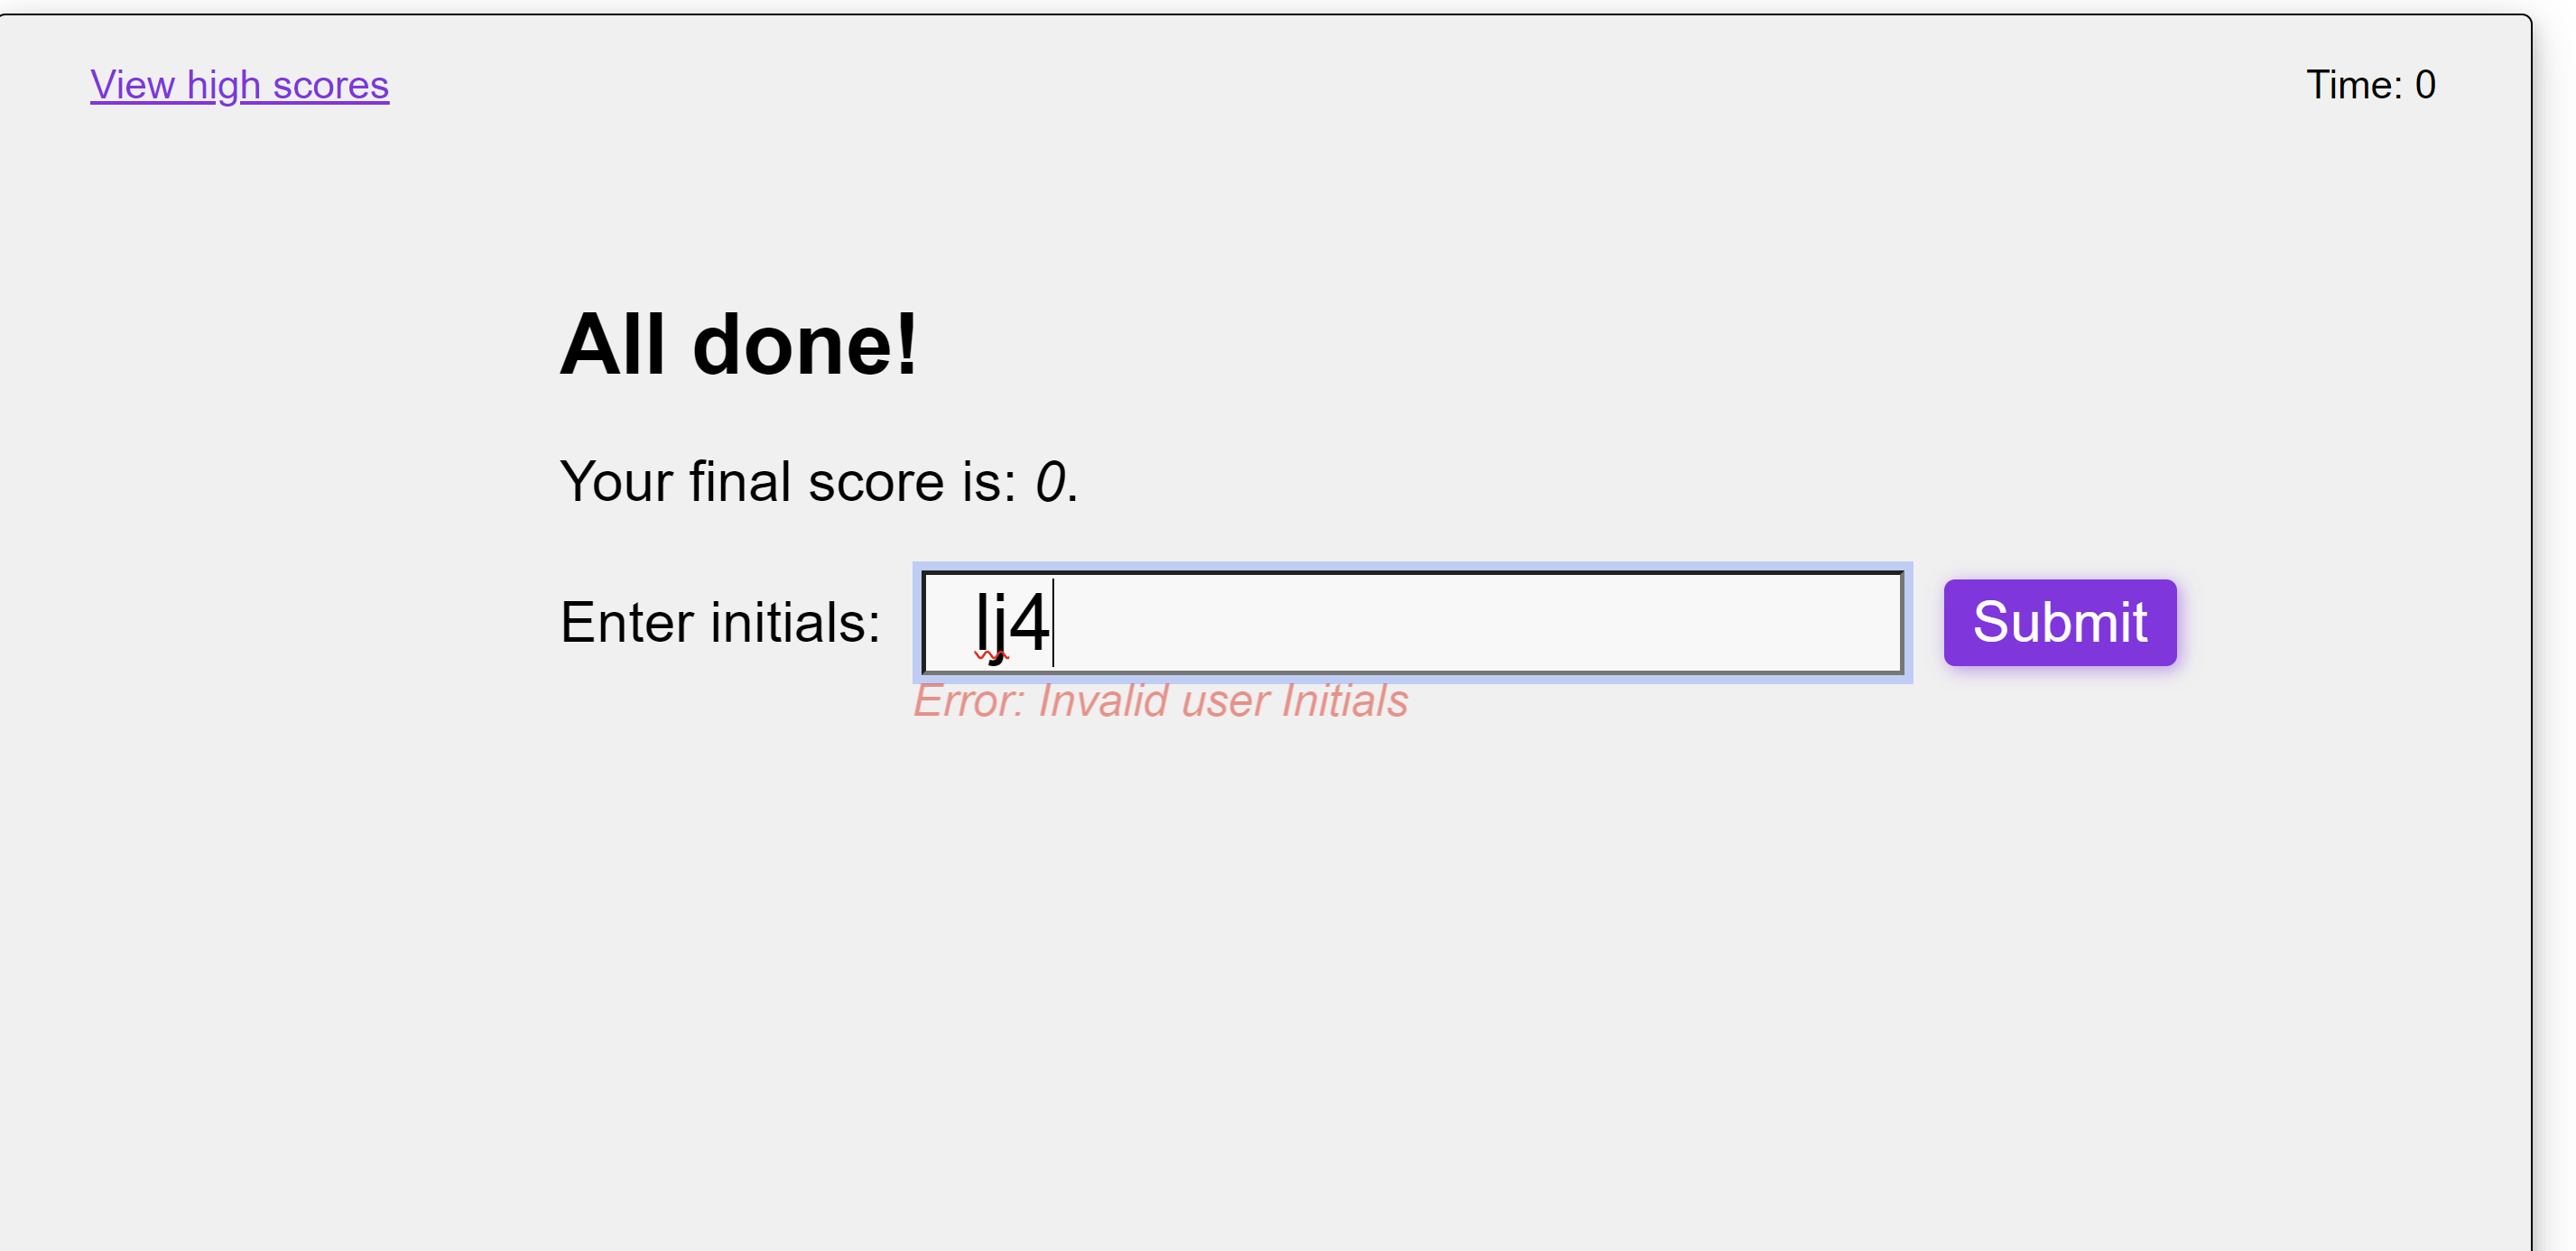 View high scores
Time: 0
All done!
Your final score is: 0.
Enter initials:
lj4
Submit
Error: Invalid user Initials